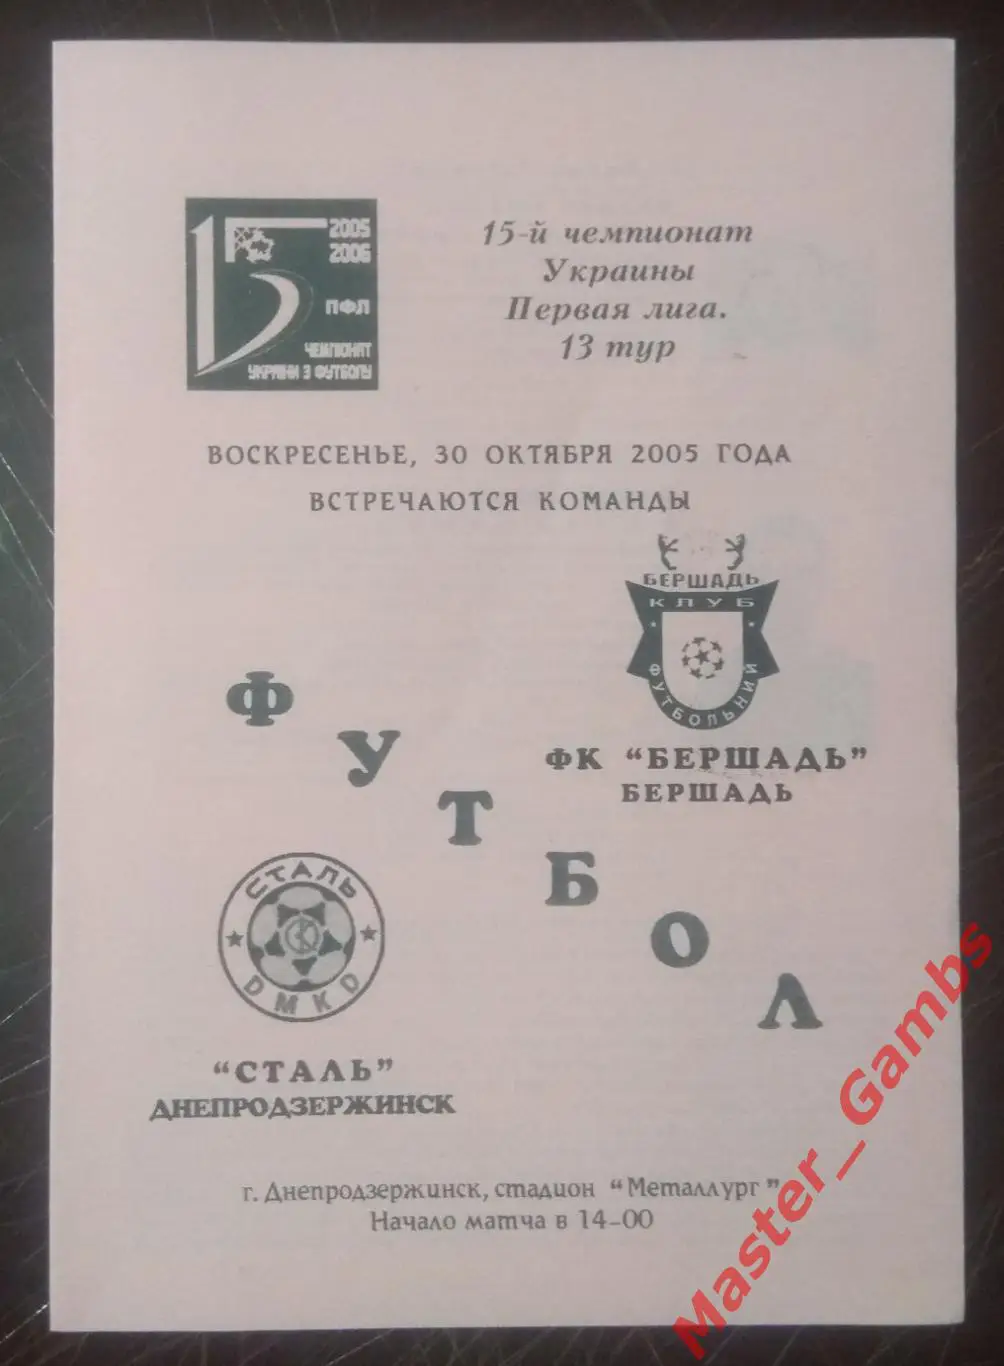 15
2005
2006
ПФЛ
ЧЕМПІОНАТ
УКРАЇНИ З ФУТБОЛУ
15-й чемпионат
Украины
Первая лига.
13 тур
ВОСКРЕСЕНЬЕ, 30 ОКТЯБРЯ 2005 ГОДА
ВСТРЕЧАЮТСЯ КОМАНДЫ
БЕРШАДЬ
КЛУБ
ФУТБОЛЬНИЙ
ФК "БЕРШАДЬ"
БЕРШАДЬ
ФУТБОЛ
СТАЛЬ
DMKD
"СТАЛЬ"
ДНЕПРОДЗЕРЖИНСК
г. Днепродзержинск, стадион "Металлург"
Начало матча в 14-00
Master_Gambs